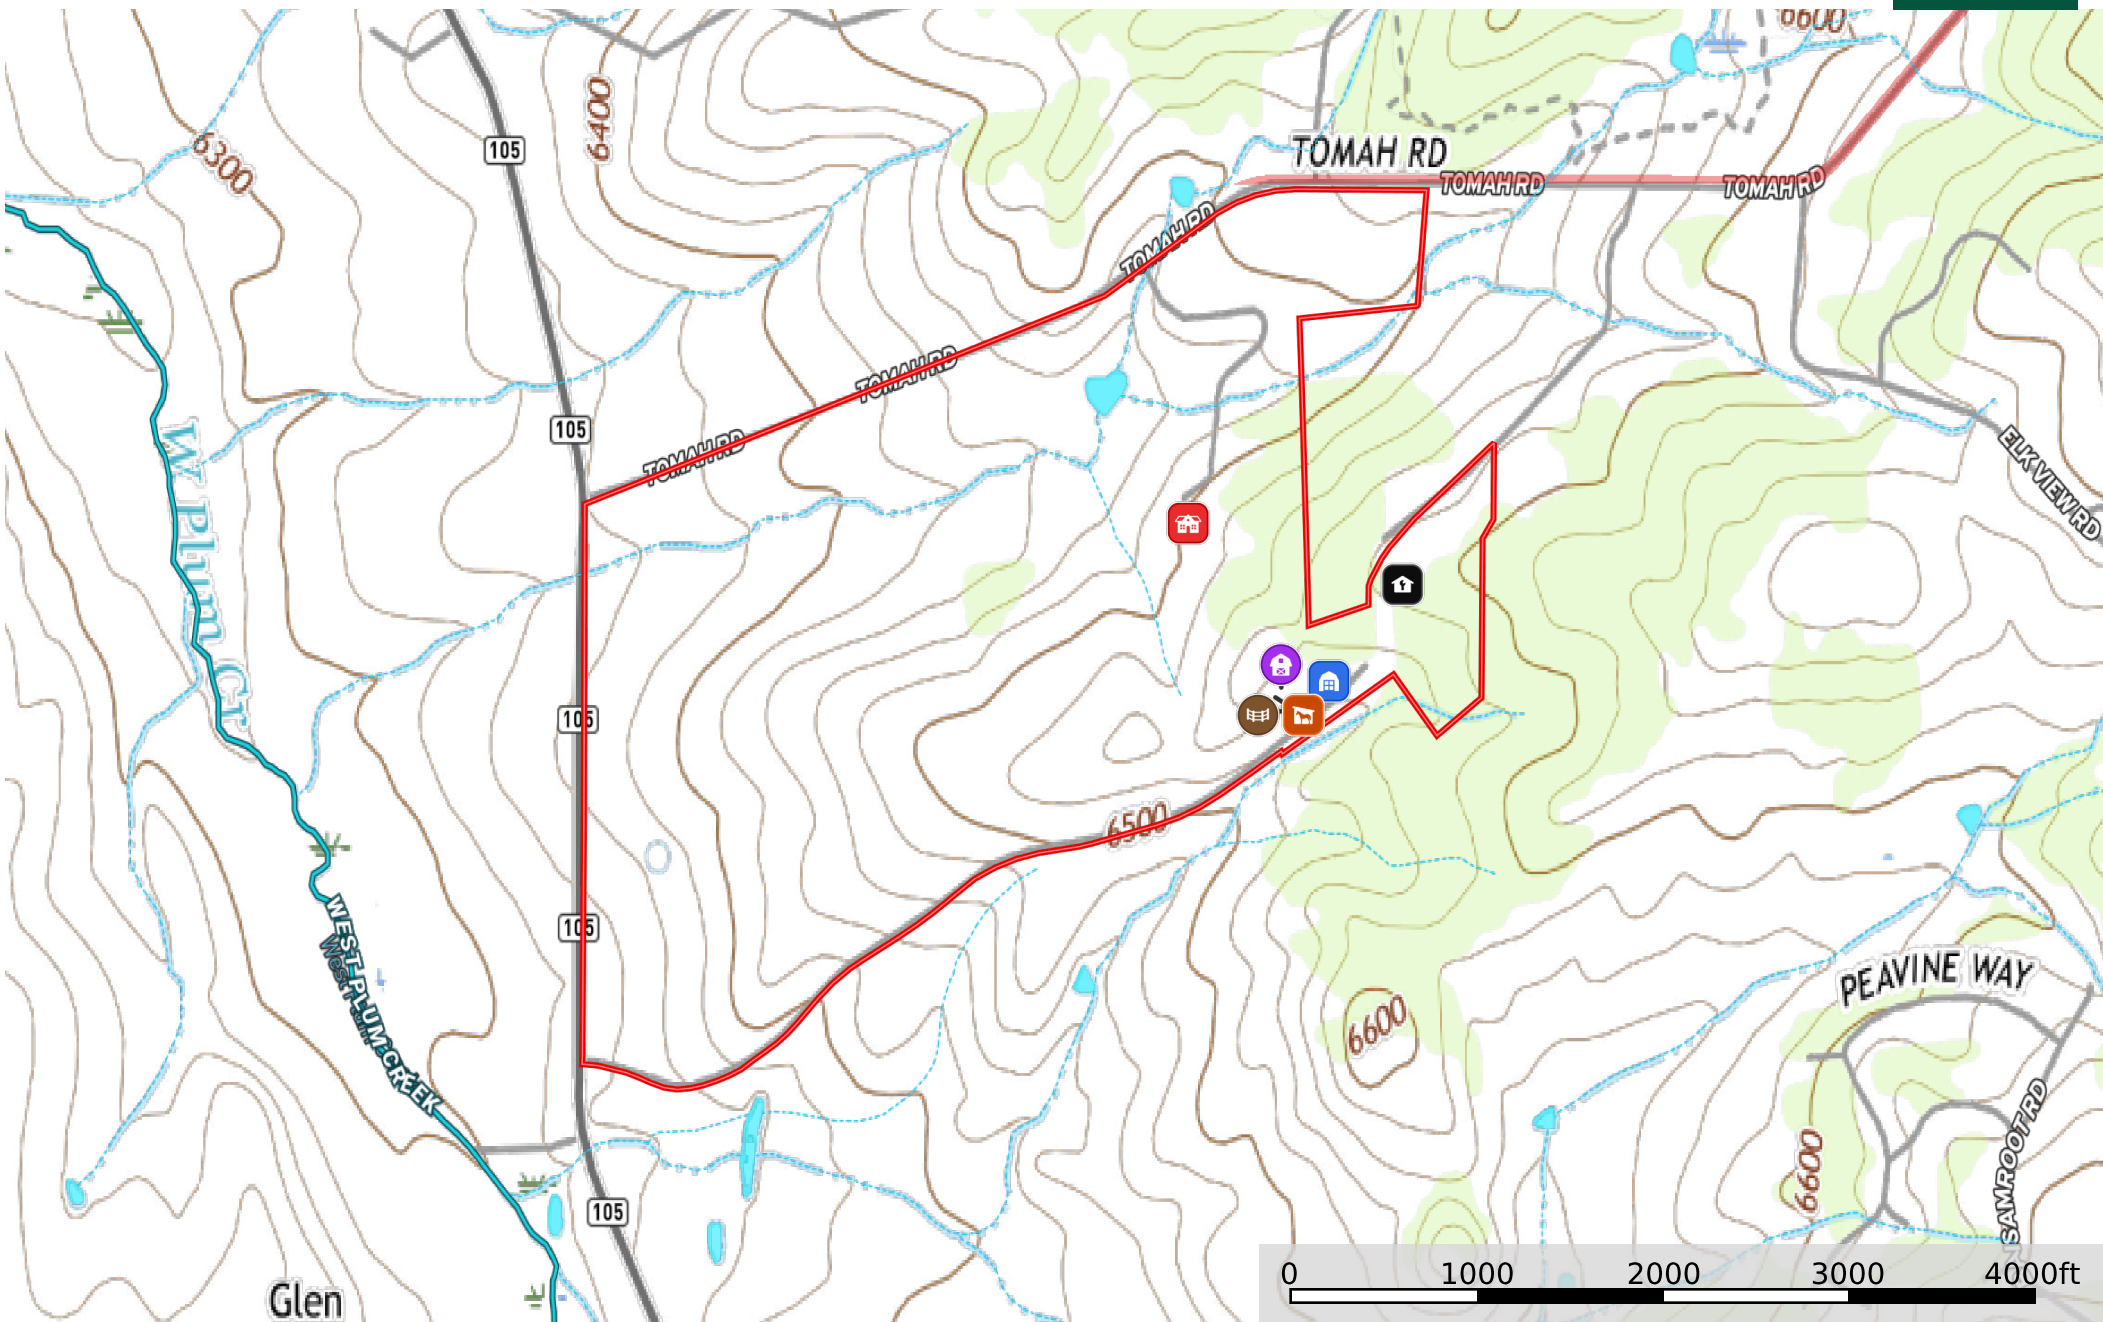 6600
105
6400
6300
TOMAH RD
TOMAH RD
TOMAH RD
TOMAH RD
TOMAH RD
TOMAH RD
105
ELK VIEW RD
W Plum Cr
105
6500
105
WEST PLUM CREEK
PEAVINE WAY
6600
6600
SAMROOT RD
105
Glen
0 1000 2000 3000 4000ft